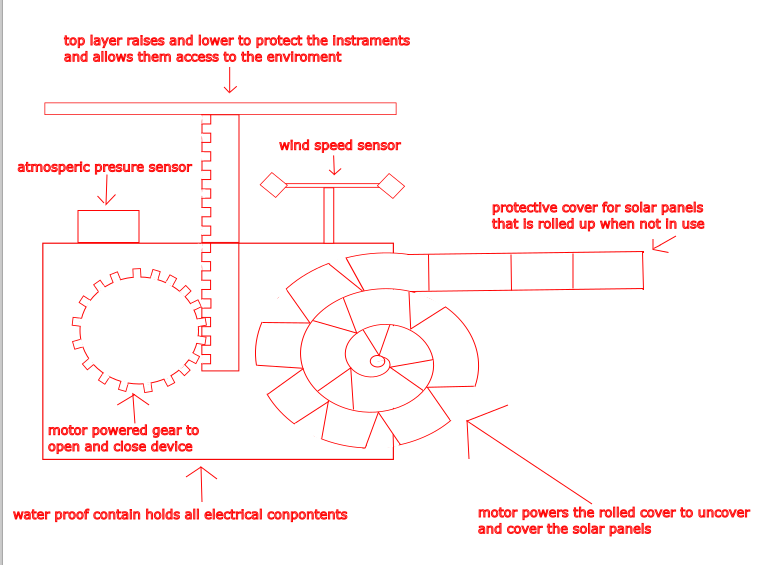 top layer raises and lower to protect the instraments
and allows them access to the enviroment
wind speed sensor
atmosperic presure sensor
protective cover for solar panels
that is rolled up when not in use
motor powered gear to
open and close device
water proof contain holds all electrical conpontents
motor powers the rolled cover to uncover
and cover the solar panels